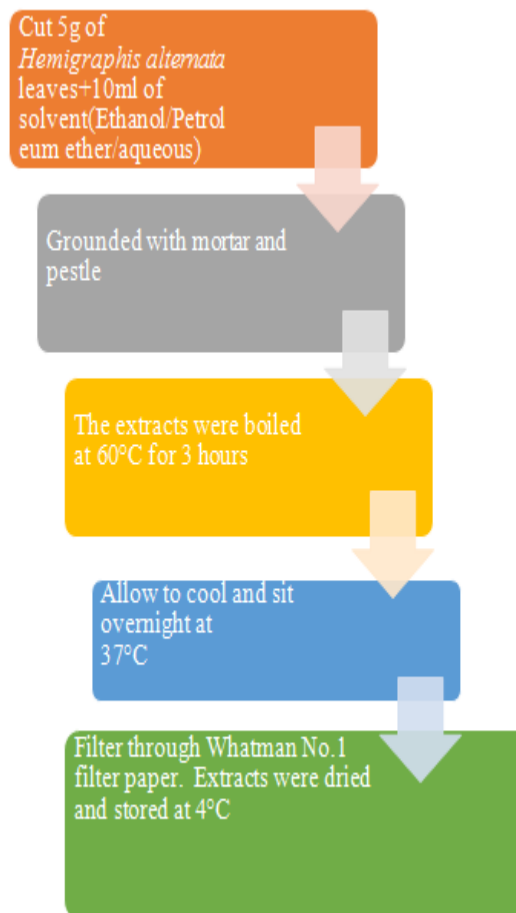 Cut 5g of
Hemigraphis alternata
leaves+10ml of
solvent(Ethanol/Petrol
eum ether/aqueous)
Grounded with mortar and
pestle
The extracts were boiled
at 60°C for 3 hours
Allow to cool and sit
overnight at
37°C
Filter through Whatman No.1
filter paper. Extracts were dried
and stored at 4°C